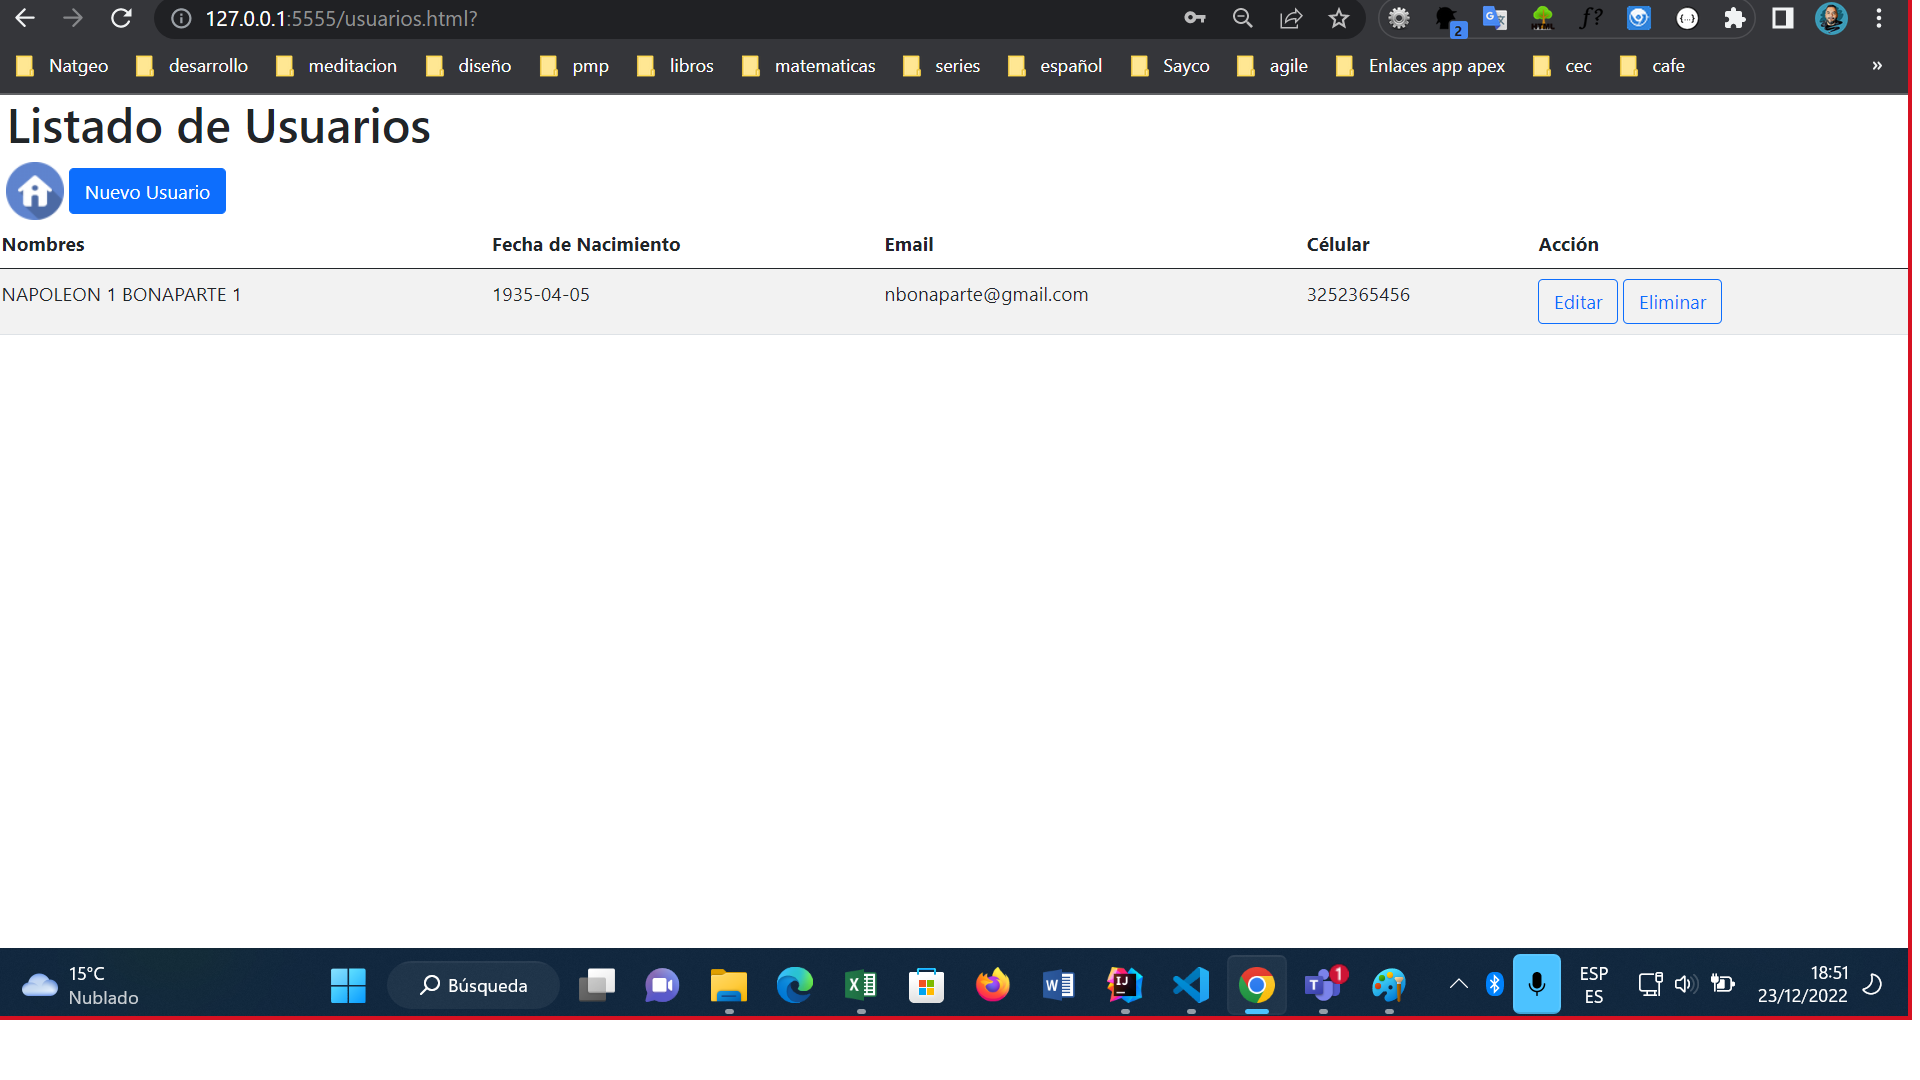 127.0.0.1:5555/usuarios.html?
2
Natgeo desarrollo meditacion diseño pmp libros matematicas series español Sayco agile Enlaces app apex cec cafe »
Listado de Usuarios
Nuevo Usuario
Nombres Fecha de Nacimiento Email Célular Acción
NAPOLEON 1 BONAPARTE 1 1935-04-05 nbonaparte@gmail.com 3252365456 Editar Eliminar
15°C
Nublado
Búsqueda
1
ESP
ES
18:51
23/12/2022